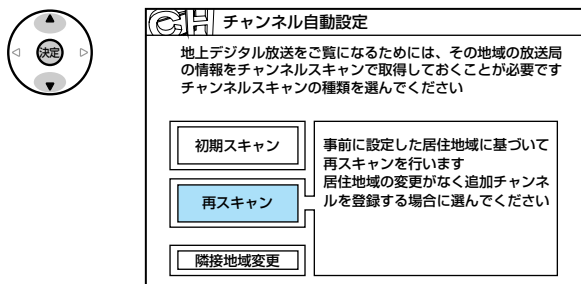 決定
CH チャンネル自動設定
地上デジタル放送をご覧になるためには、その地域の放送局
の情報をチャンネルスキャンで取得しておくことが必要です
チャンネルスキャンの種類を選んでください
初期スキャン
再スキャン
隣接地域変更
事前に設定した居住地域に基づいて
再スキャンを行います
居住地域の変更がなく追加チャンネ
ルを登録する場合に選んでください